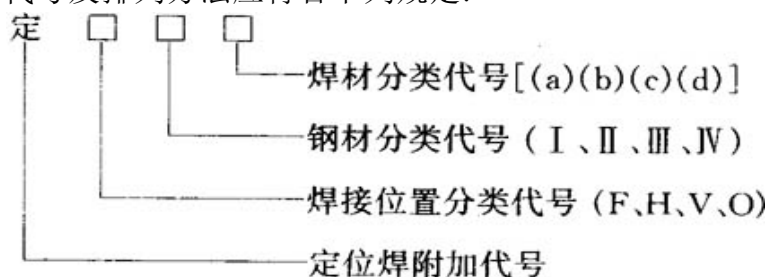 定 □ □ □
焊材分类代号[(a)(b)(c)(d)]
钢材分类代号（Ⅰ、Ⅱ、Ⅲ、Ⅳ）
焊接位置分类代号（F、H、V、O）
定位焊附加代号